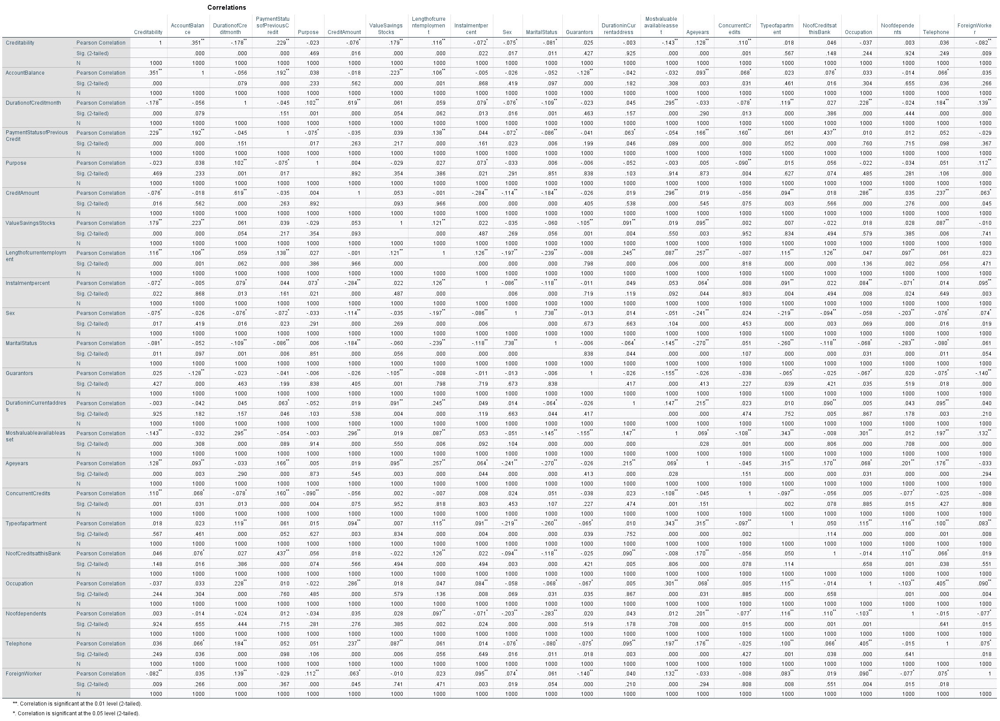 Correlations
Creditability AccountBalan ce DurationofCre ditmonth PaymentStatu sofPreviousC redit Purpose CreditAmount ValueSavings Stocks Lengthofcurre ntemploymen t Instalmentper cent Sex MaritalStatus Guarantors DurationinCur rentaddress Mostvaluable availableasse t Ageyears ConcurrentCr edits Typeofapartm ent NoofCreditsat thisBank Occupation Noofdepende nts Telephone ForeignWorke r
Creditability Pearson Correlation 1 .351** -.178** .229** -.023 -.076* .179** .116** -.072* -.075* -.081* .025 -.003 -.143** .128** .110** .018 .046 -.037 .003 .036 -.082**
Sig. (2-tailed) .000 .000 .000 .469 .016 .000 .000 .022 .017 .011 .427 .925 .000 .000 .001 .567 .148 .244 .924 .249 .009
N 1000 1000 1000 1000 1000 1000 1000 1000 1000 1000 1000 1000 1000 1000 1000 1000 1000 1000 1000 1000 1000 1000
AccountBalance Pearson Correlation .351** 1 -.056 .192** .038 -.018 .223** .106** -.005 -.026 -.052 -.128** -.042 -.032 .093** .068* .023 .076* .033 -.014 .066* .035
Sig. (2-tailed) .000 .079 .000 .233 .562 .000 .001 .868 .419 .097 .000 .182 .308 .003 .031 .461 .016 .304 .655 .036 .266
N 1000 1000 1000 1000 1000 1000 1000 1000 1000 1000 1000 1000 1000 1000 1000 1000 1000 1000 1000 1000 1000 1000
DurationofCreditmonth Pearson Correlation -.178** -.056 1 -.045 .102** .619** .061 .059 .079* -.076* -.109** -.023 .045 .295** -.033 -.078* .119** .027 .228** -.024 .184** .139**
Sig. (2-tailed) .000 .079 .151 .001 .000 .054 .062 .013 .016 .001 .463 .157 .000 .290 .013 .000 .386 .000 .444 .000 .000
N 1000 1000 1000 1000 1000 1000 1000 1000 1000 1000 1000 1000 1000 1000 1000 1000 1000 1000 1000 1000 1000 1000
PaymentStatusofPrevious Credit Pearson Correlation .229** .192** -.045 1 -.075* -.035 .039 .138** .044 -.072* -.086** -.041 .063* -.054 .166** .160** .061 .437** .010 .012 .052 -.029
Sig. (2-tailed) .000 .000 .151 .017 .263 .217 .000 .161 .023 .006 .199 .046 .089 .000 .000 .052 .000 .760 .715 .098 .367
N 1000 1000 1000 1000 1000 1000 1000 1000 1000 1000 1000 1000 1000 1000 1000 1000 1000 1000 1000 1000 1000 1000
Purpose Pearson Correlation -.023 .038 .102** -.075* 1 .004 -.029 .027 .073* -.033 .006 -.006 -.052 -.003 .005 -.090** .015 .056 -.022 -.034 .051 .112**
Sig. (2-tailed) .469 .233 .001 .017 .892 .354 .386 .021 .291 .851 .838 .103 .914 .873 .004 .627 .074 .485 .281 .106 .000
N 1000 1000 1000 1000 1000 1000 1000 1000 1000 1000 1000 1000 1000 1000 1000 1000 1000 1000 1000 1000 1000 1000
CreditAmount Pearson Correlation -.076* -.018 .619** -.035 .004 1 .053 -.001 -.284** -.114** -.184** -.026 .019 .296** .019 -.056 .094** .018 .286** .035 .237** .063*
Sig. (2-tailed) .016 .562 .000 .263 .892 .093 .966 .000 .000 .000 .405 .538 .000 .545 .075 .003 .566 .000 .276 .000 .045
N 1000 1000 1000 1000 1000 1000 1000 1000 1000 1000 1000 1000 1000 1000 1000 1000 1000 1000 1000 1000 1000 1000
ValueSavingsStocks Pearson Correlation .179** .223** .061 .039 -.029 .053 1 .121** .022 -.035 -.060 -.105** .091** .019 .095** .002 .007 -.022 .018 .028 .087** -.010
Sig. (2-tailed) .000 .000 .054 .217 .354 .093 .000 .487 .269 .056 .001 .004 .550 .003 .952 .834 .494 .579 .385 .006 .741
N 1000 1000 1000 1000 1000 1000 1000 1000 1000 1000 1000 1000 1000 1000 1000 1000 1000 1000 1000 1000 1000 1000
Lengthofcurrentemploym ent Pearson Correlation .116** .106** .059 .138** .027 -.001 .121** 1 .126** -.197** -.239** -.008 .245** .087** .257** -.007 .115** .126** .047 .097** .061 .023
Sig. (2-tailed) .000 .001 .062 .000 .386 .966 .000 .000 .000 .000 .798 .000 .006 .000 .818 .000 .000 .136 .002 .056 .471
N 1000 1000 1000 1000 1000 1000 1000 1000 1000 1000 1000 1000 1000 1000 1000 1000 1000 1000 1000 1000 1000 1000
Instalmentpercent Pearson Correlation -.072* -.005 .079* .044 .073* -.284** .022 .126** 1 -.086** -.118** -.011 .049 .053 .064* .008 .091** .022 .084** -.071* .014 .095**
Sig. (2-tailed) .022 .868 .013 .161 .021 .000 .487 .000 .006 .000 .719 .119 .092 .044 .803 .004 .494 .008 .024 .649 .003
N 1000 1000 1000 1000 1000 1000 1000 1000 1000 1000 1000 1000 1000 1000 1000 1000 1000 1000 1000 1000 1000 1000
Sex Pearson Correlation -.075* -.026 -.076* -.072* -.033 -.114** -.035 -.197** -.086** 1 .738** -.013 .014 -.051 -.241** .024 -.219** -.094** -.058 -.203** -.076* .074*
Sig. (2-tailed) .017 .419 .016 .023 .291 .000 .269 .000 .006 .000 .673 .663 .104 .000 .453 .000 .003 .069 .000 .016 .019
N 1000 1000 1000 1000 1000 1000 1000 1000 1000 1000 1000 1000 1000 1000 1000 1000 1000 1000 1000 1000 1000 1000
MaritalStatus Pearson Correlation -.081* -.052 -.109** -.086** .006 -.184** -.060 -.239** -.118** .738** 1 -.006 -.064* -.145** -.270** .051 -.260** -.118** -.068* -.283** -.080* .061
Sig. (2-tailed) .011 .097 .001 .006 .851 .000 .056 .000 .000 .000 .838 .044 .000 .000 .107 .000 .000 .031 .000 .011 .054
N 1000 1000 1000 1000 1000 1000 1000 1000 1000 1000 1000 1000 1000 1000 1000 1000 1000 1000 1000 1000 1000 1000
Guarantors Pearson Correlation .025 -.128** -.023 -.041 -.006 -.026 -.105** -.008 -.011 -.013 -.006 1 -.026 -.155** -.026 -.038 -.065* -.025 -.067* .020 -.075* -.140**
Sig. (2-tailed) .427 .000 .463 .199 .838 .405 .001 .798 .719 .673 .838 .417 .000 .413 .227 .039 .421 .035 .519 .018 .000
N 1000 1000 1000 1000 1000 1000 1000 1000 1000 1000 1000 1000 1000 1000 1000 1000 1000 1000 1000 1000 1000 1000
DurationinCurrentaddres s Pearson Correlation -.003 -.042 .045 .063* -.052 .019 .091** .245** .049 .014 -.064* -.026 1 .147** .215** .023 .010 .090** .005 .043 .095** .040
Sig. (2-tailed) .925 .182 .157 .046 .103 .538 .004 .000 .119 .663 .044 .417 .000 .000 .474 .752 .005 .867 .178 .003 .210
N 1000 1000 1000 1000 1000 1000 1000 1000 1000 1000 1000 1000 1000 1000 1000 1000 1000 1000 1000 1000 1000 1000
Mostvaluableavailableas set Pearson Correlation -.143** -.032 .295** -.054 -.003 .296** .019 .087** .053 -.051 -.145** -.155** .147** 1 .069* -.108** .343** -.008 .301** .012 .197** .132**
Sig. (2-tailed) .000 .308 .000 .089 .914 .000 .550 .006 .092 .104 .000 .000 .000 .028 .001 .000 .806 .000 .708 .000 .000
N 1000 1000 1000 1000 1000 1000 1000 1000 1000 1000 1000 1000 1000 1000 1000 1000 1000 1000 1000 1000 1000 1000
Ageyears Pearson Correlation .128** .093** -.033 .166** .005 .019 .095** .257** .064* -.241** -.270** -.026 .215** .069* 1 -.045 .315** .170** .068* .201** .176** -.033
Sig. (2-tailed) .000 .003 .290 .000 .873 .545 .003 .000 .044 .000 .000 .413 .000 .028 .151 .000 .000 .031 .000 .000 .294
N 1000 1000 1000 1000 1000 1000 1000 1000 1000 1000 1000 1000 1000 1000 1000 1000 1000 1000 1000 1000 1000 1000
ConcurrentCredits Pearson Correlation .110** .068* -.078* .160** -.090** -.056 .002 -.007 .008 .024 .051 -.038 .023 -.108** -.045 1 -.097** -.056 .005 -.077* -.025 -.008
Sig. (2-tailed) .001 .031 .013 .000 .004 .075 .952 .818 .803 .453 .107 .227 .474 .001 .151 .002 .078 .885 .015 .427 .808
N 1000 1000 1000 1000 1000 1000 1000 1000 1000 1000 1000 1000 1000 1000 1000 1000 1000 1000 1000 1000 1000 1000
Typeofapartment Pearson Correlation .018 .023 .119** .061 .015 .094** .007 .115** .091** -.219** -.260** -.065* .010 .343** .315** -.097** 1 .050 .115** .116** .100** .083**
Sig. (2-tailed) .567 .461 .000 .052 .627 .003 .834 .000 .004 .000 .000 .039 .752 .000 .000 .002 .114 .000 .000 .001 .008
N 1000 1000 1000 1000 1000 1000 1000 1000 1000 1000 1000 1000 1000 1000 1000 1000 1000 1000 1000 1000 1000 1000
NoofCreditsatthisBank Pearson Correlation .046 .076* .027 .437** .056 .018 -.022 .126** .022 -.094** -.118** -.025 .090** -.008 .170** -.056 .050 1 -.014 .110** .066* .019
Sig. (2-tailed) .148 .016 .386 .000 .074 .566 .494 .000 .494 .003 .000 .421 .005 .806 .000 .078 .114 .658 .001 .038 .551
N 1000 1000 1000 1000 1000 1000 1000 1000 1000 1000 1000 1000 1000 1000 1000 1000 1000 1000 1000 1000 1000 1000
Occupation Pearson Correlation -.037 .033 .228** .010 -.022 .286** .018 .047 .084** -.058 -.068* -.067* .005 .301** .068* .005 .115** -.014 1 -.103** .405** .090**
Sig. (2-tailed) .244 .304 .000 .760 .485 .000 .579 .136 .008 .069 .031 .035 .867 .000 .031 .885 .000 .658 .001 .000 .004
N 1000 1000 1000 1000 1000 1000 1000 1000 1000 1000 1000 1000 1000 1000 1000 1000 1000 1000 1000 1000 1000 1000
Noofdependents Pearson Correlation .003 -.014 -.024 .012 -.034 .035 .028 .097** -.071* -.203** -.283** .020 .043 .012 .201** -.077* .116** .110** -.103** 1 -.015 -.077*
Sig. (2-tailed) .924 .655 .444 .715 .281 .276 .385 .002 .024 .000 .000 .519 .178 .708 .000 .015 .000 .001 .001 .641 .015
N 1000 1000 1000 1000 1000 1000 1000 1000 1000 1000 1000 1000 1000 1000 1000 1000 1000 1000 1000 1000 1000 1000
Telephone Pearson Correlation .036 .066* .184** .052 .051 .237** .087** .061 .014 -.076* -.080* -.075* .095** .197** .176** -.025 .100** .066* .405** -.015 1 .075*
Sig. (2-tailed) .249 .036 .000 .098 .106 .000 .006 .056 .649 .016 .011 .018 .003 .000 .000 .427 .001 .038 .000 .641 .018
N 1000 1000 1000 1000 1000 1000 1000 1000 1000 1000 1000 1000 1000 1000 1000 1000 1000 1000 1000 1000 1000 1000
ForeignWorker Pearson Correlation -.082** .035 .139** -.029 .112** .063* -.010 .023 .095** .074* .061 -.140** .040 .132** -.033 -.008 .083** .019 .090** -.077* .075* 1
Sig. (2-tailed) .009 .266 .000 .367 .000 .045 .741 .471 .003 .019 .054 .000 .210 .000 .294 .808 .008 .551 .004 .015 .018
N 1000 1000 1000 1000 1000 1000 1000 1000 1000 1000 1000 1000 1000 1000 1000 1000 1000 1000 1000 1000 1000 1000
**. Correlation is significant at the 0.01 level (2-tailed).
*. Correlation is significant at the 0.05 level (2-tailed).